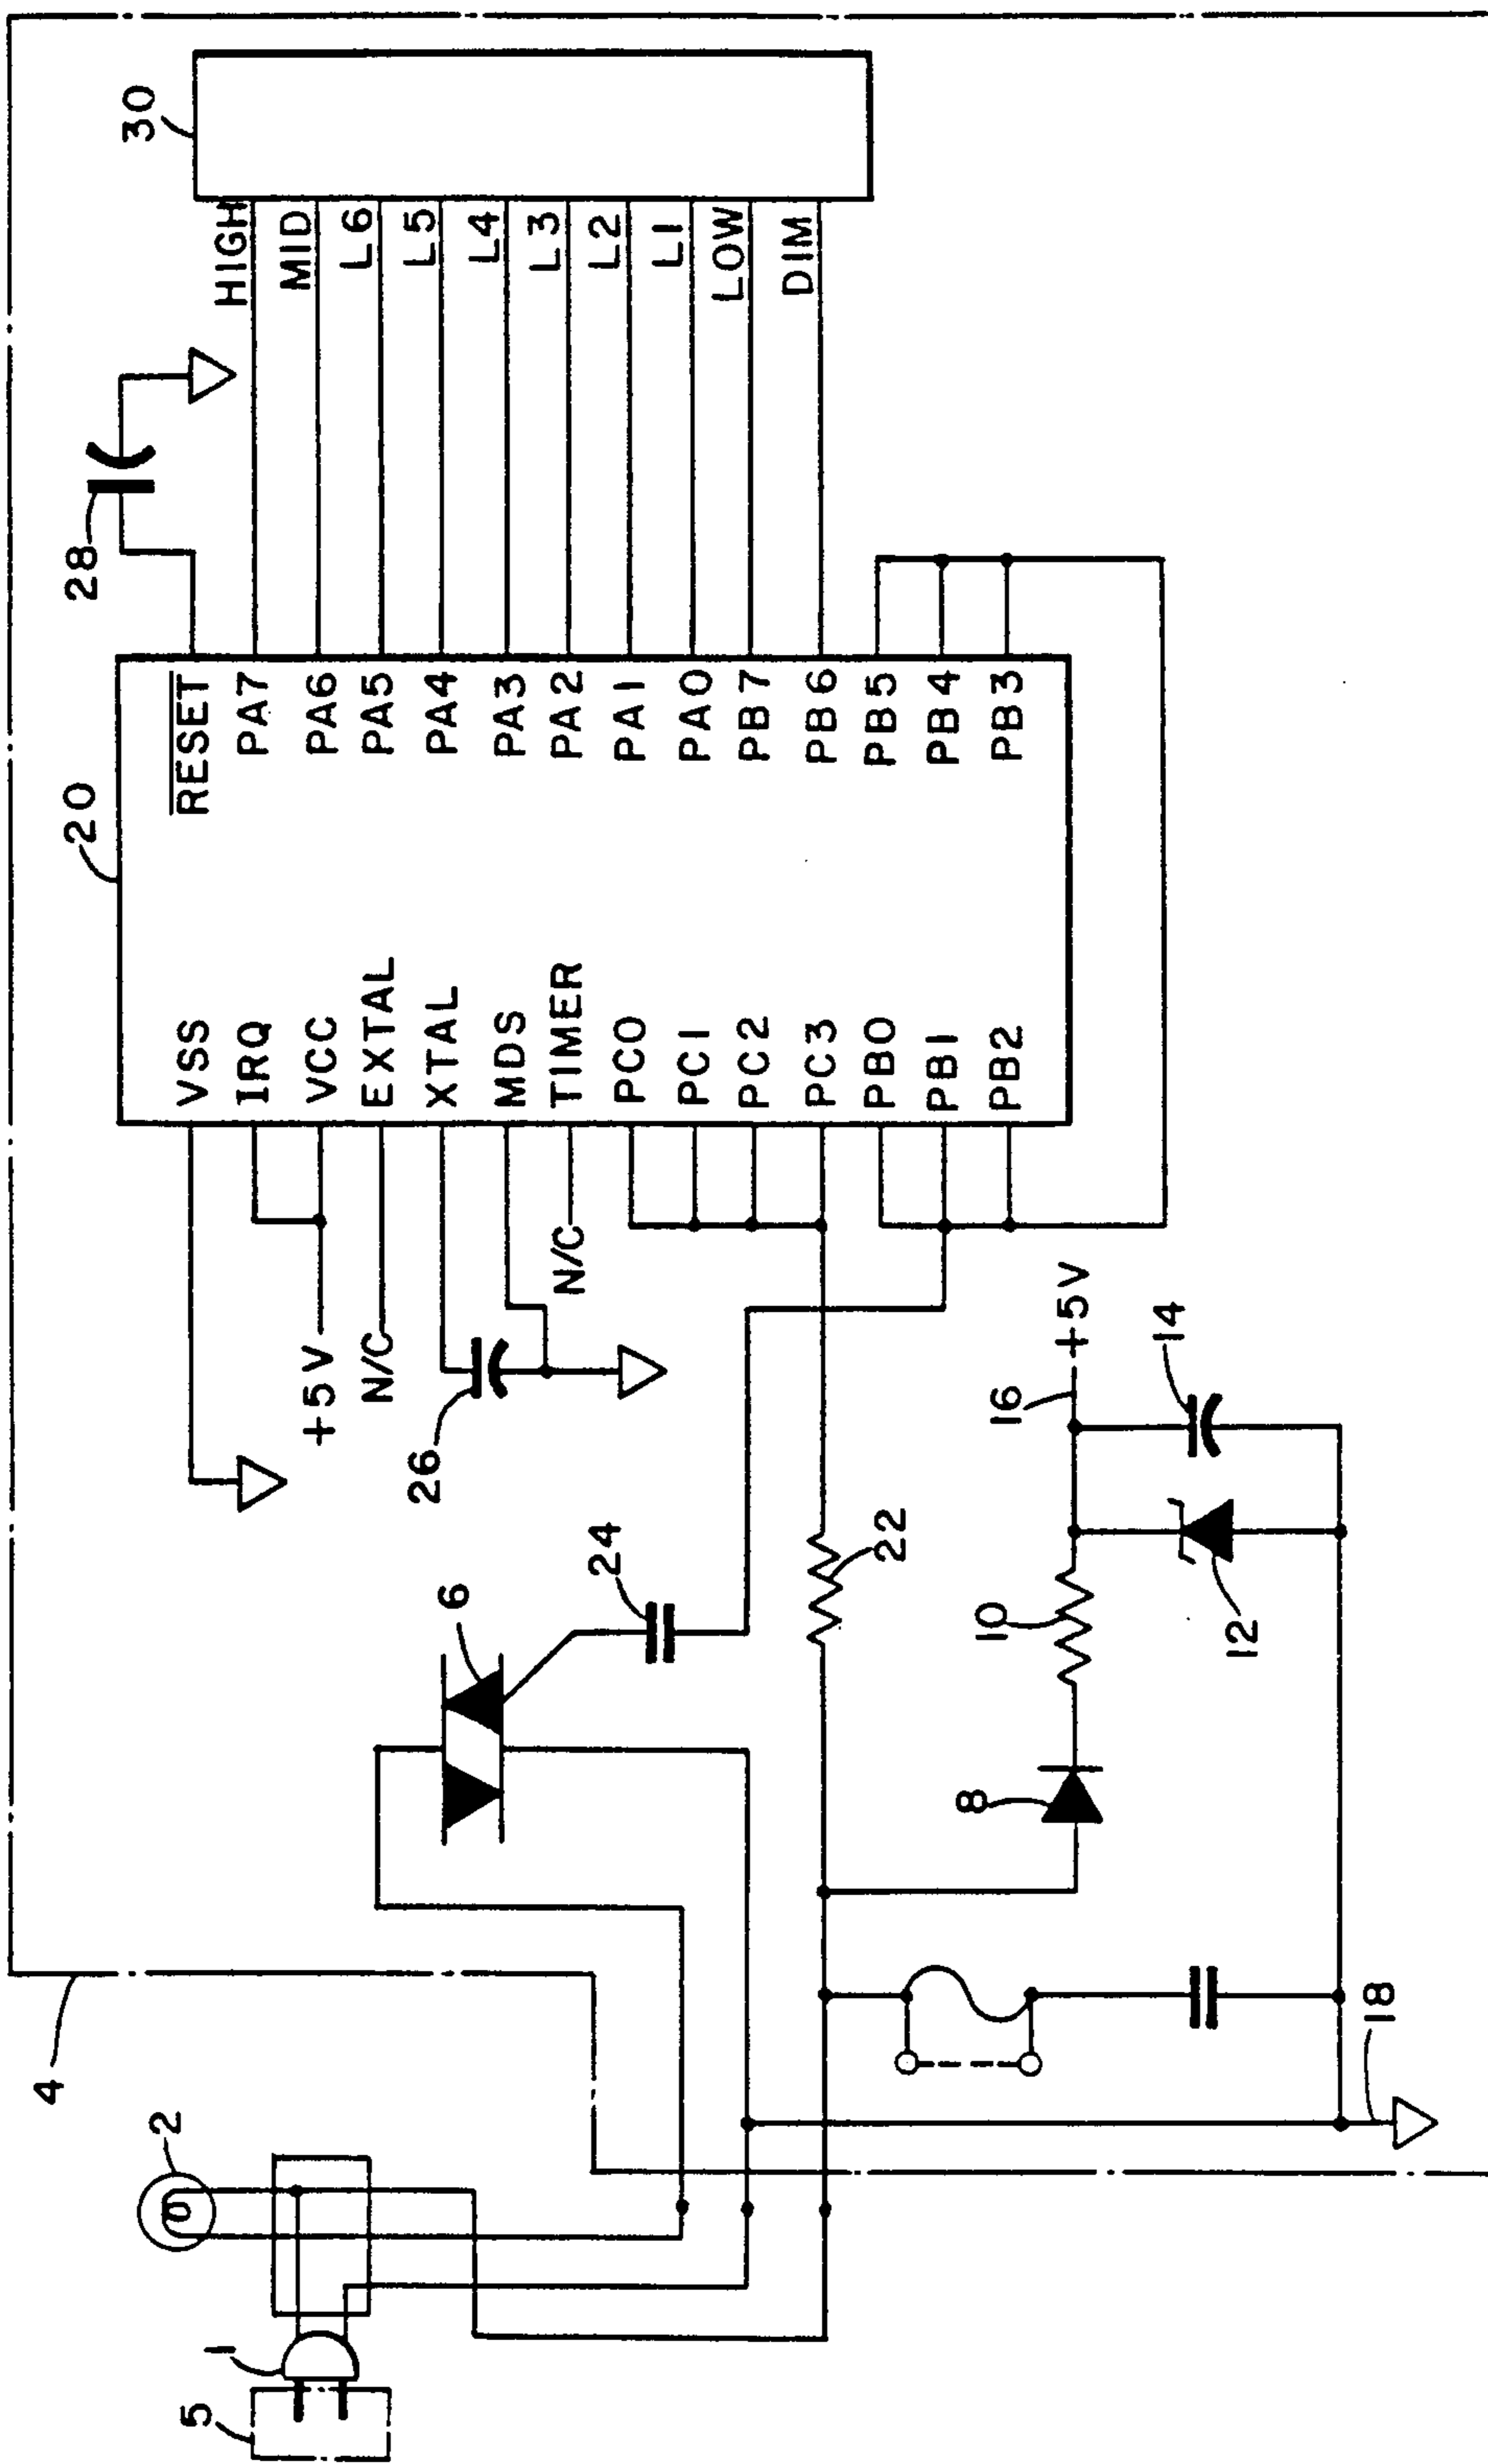 30
28
HIGH
MID
L6
L5
L4
L3
L2
L1
LOW
DIM
20
RESET
PA7
PA6
PA5
PA4
PA3
PA2
PA1
PA0
PB7
PB6
PB5
PB4
PB3
VSS
IRQ
VCC
EXTAL
XTAL
MDS
TIMER
PC0
PC1
PC2
PC3
PB0
PB1
PB2
+5V
N/C
N/C
26
24
6
22
16
+5V
14
10
12
8
18
4
2
1
5